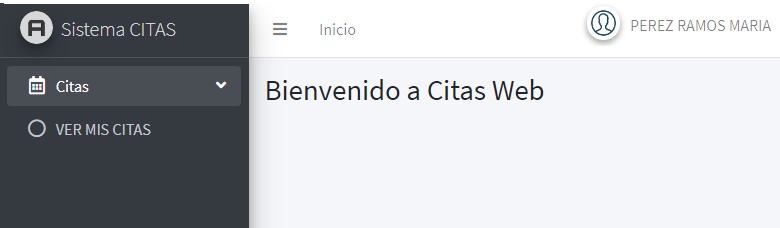 Sistema CITAS
Inicio
PEREZ RAMOS MARIA
Citas
VER MIS CITAS
Bienvenido a Citas Web